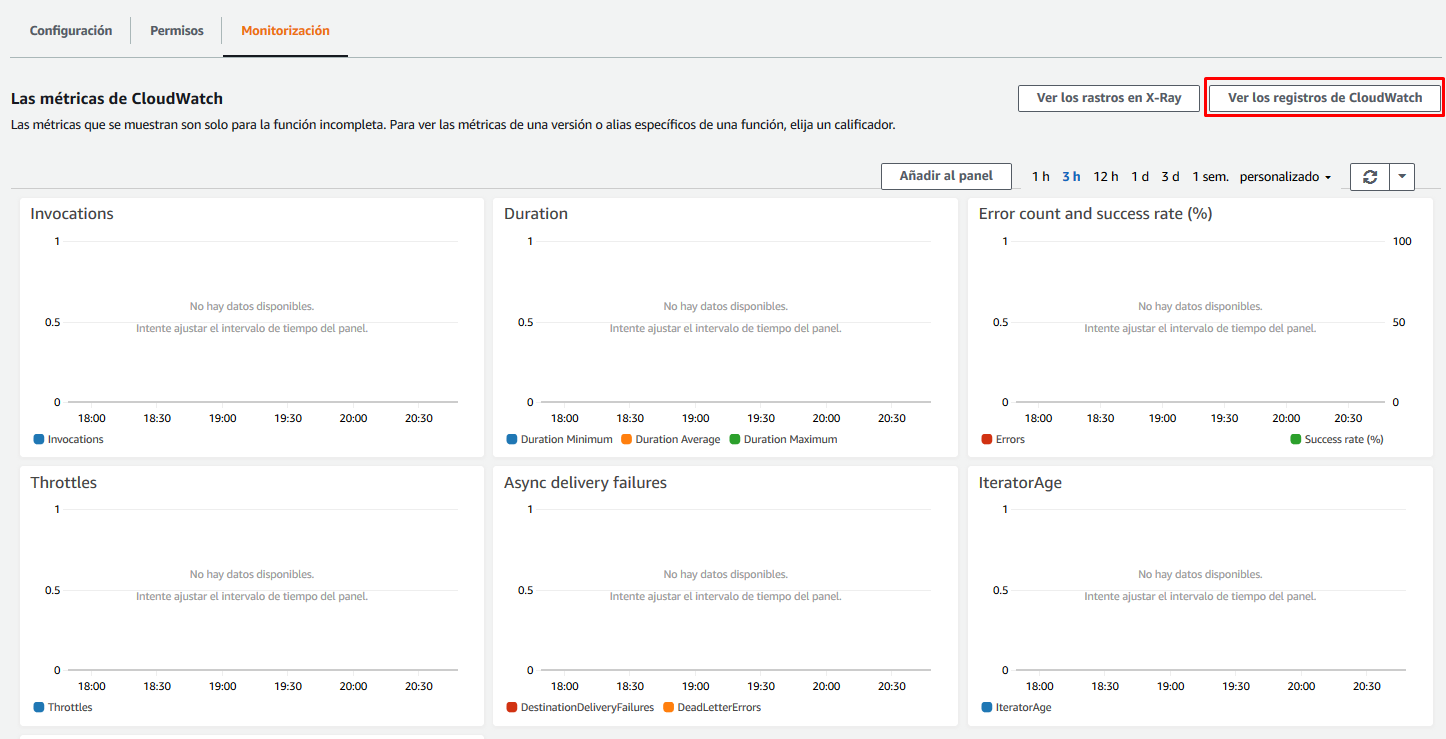 Configuración Permisos Monitorización
Las métricas de CloudWatch
Ver los rastros en X-Ray Ver los registros de CloudWatch
Las métricas que se muestran son solo para la función incompleta. Para ver las métricas de una versión o alias específicos de una función, elija un calificador.
Añadir al panel 1 h 3 h 12 h 1 d 3 d 1 sem. personalizado
Invocations
1
No hay datos disponibles.
0.5
Intente ajustar el intervalo de tiempo del panel.
0
18:00 18:30 19:00 19:30 20:00 20:30
Invocations
Duration
1
No hay datos disponibles.
0.5
Intente ajustar el intervalo de tiempo del panel.
0
18:00 18:30 19:00 19:30 20:00 20:30
Duration Minimum Duration Average Duration Maximum
Error count and success rate (%)
1 100
No hay datos disponibles.
0.5 50
Intente ajustar el intervalo de tiempo del panel.
0 0
18:00 18:30 19:00 19:30 20:00 20:30
Errors Success rate (%)
Throttles
1
No hay datos disponibles.
0.5
Intente ajustar el intervalo de tiempo del panel.
0
18:00 18:30 19:00 19:30 20:00 20:30
Throttles
Async delivery failures
1
No hay datos disponibles.
0.5
Intente ajustar el intervalo de tiempo del panel.
0
18:00 18:30 19:00 19:30 20:00 20:30
DestinationDeliveryFailures DeadLetterErrors
IteratorAge
1
No hay datos disponibles.
0.5
Intente ajustar el intervalo de tiempo del panel.
0
18:00 18:30 19:00 19:30 20:00 20:30
IteratorAge